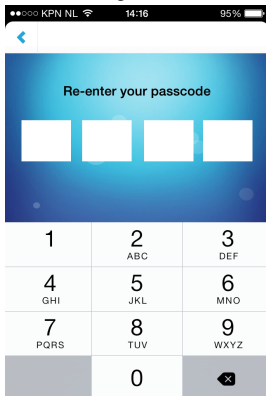 KPN NL 14:16 95%
Re-enter your passcode
1 2 3
ABC DEF
4 5 6
GHI JKL MNO
7 8 9
PQRS TUV WXYZ
0